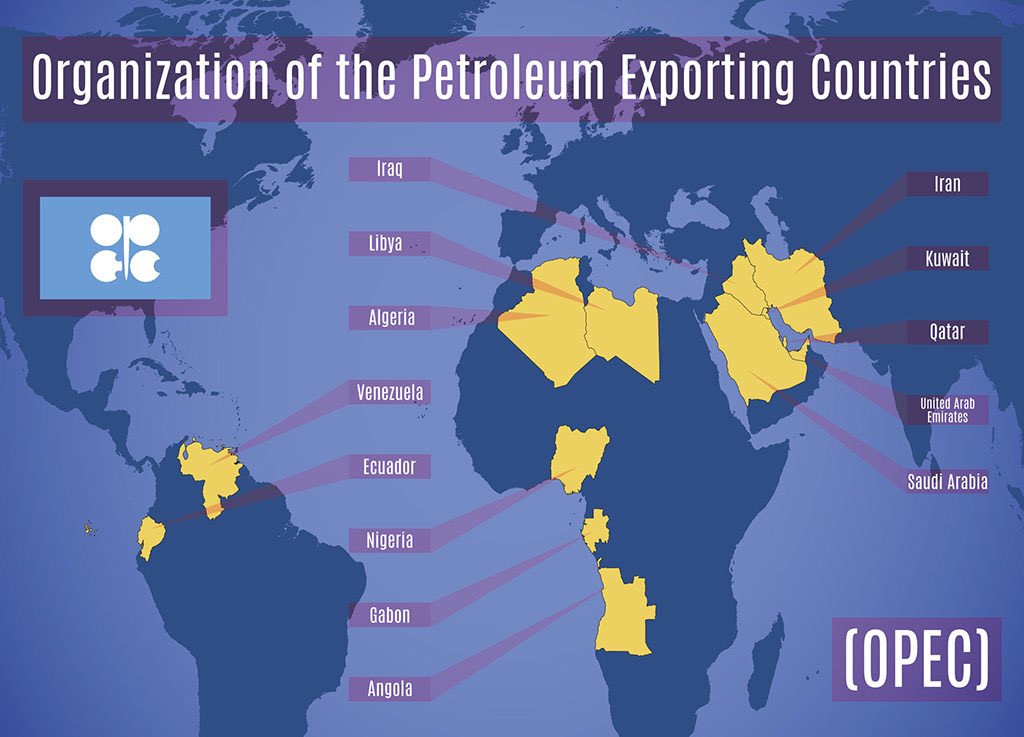 Organization of the Petroleum Exporting Countries
Iraq
Libya
Algeria
Venezuela
Ecuador
Nigeria
Gabon
Angola
Iran
Kuwait
Qatar
United Arab
Emirates
Saudi Arabia
(OPEC)